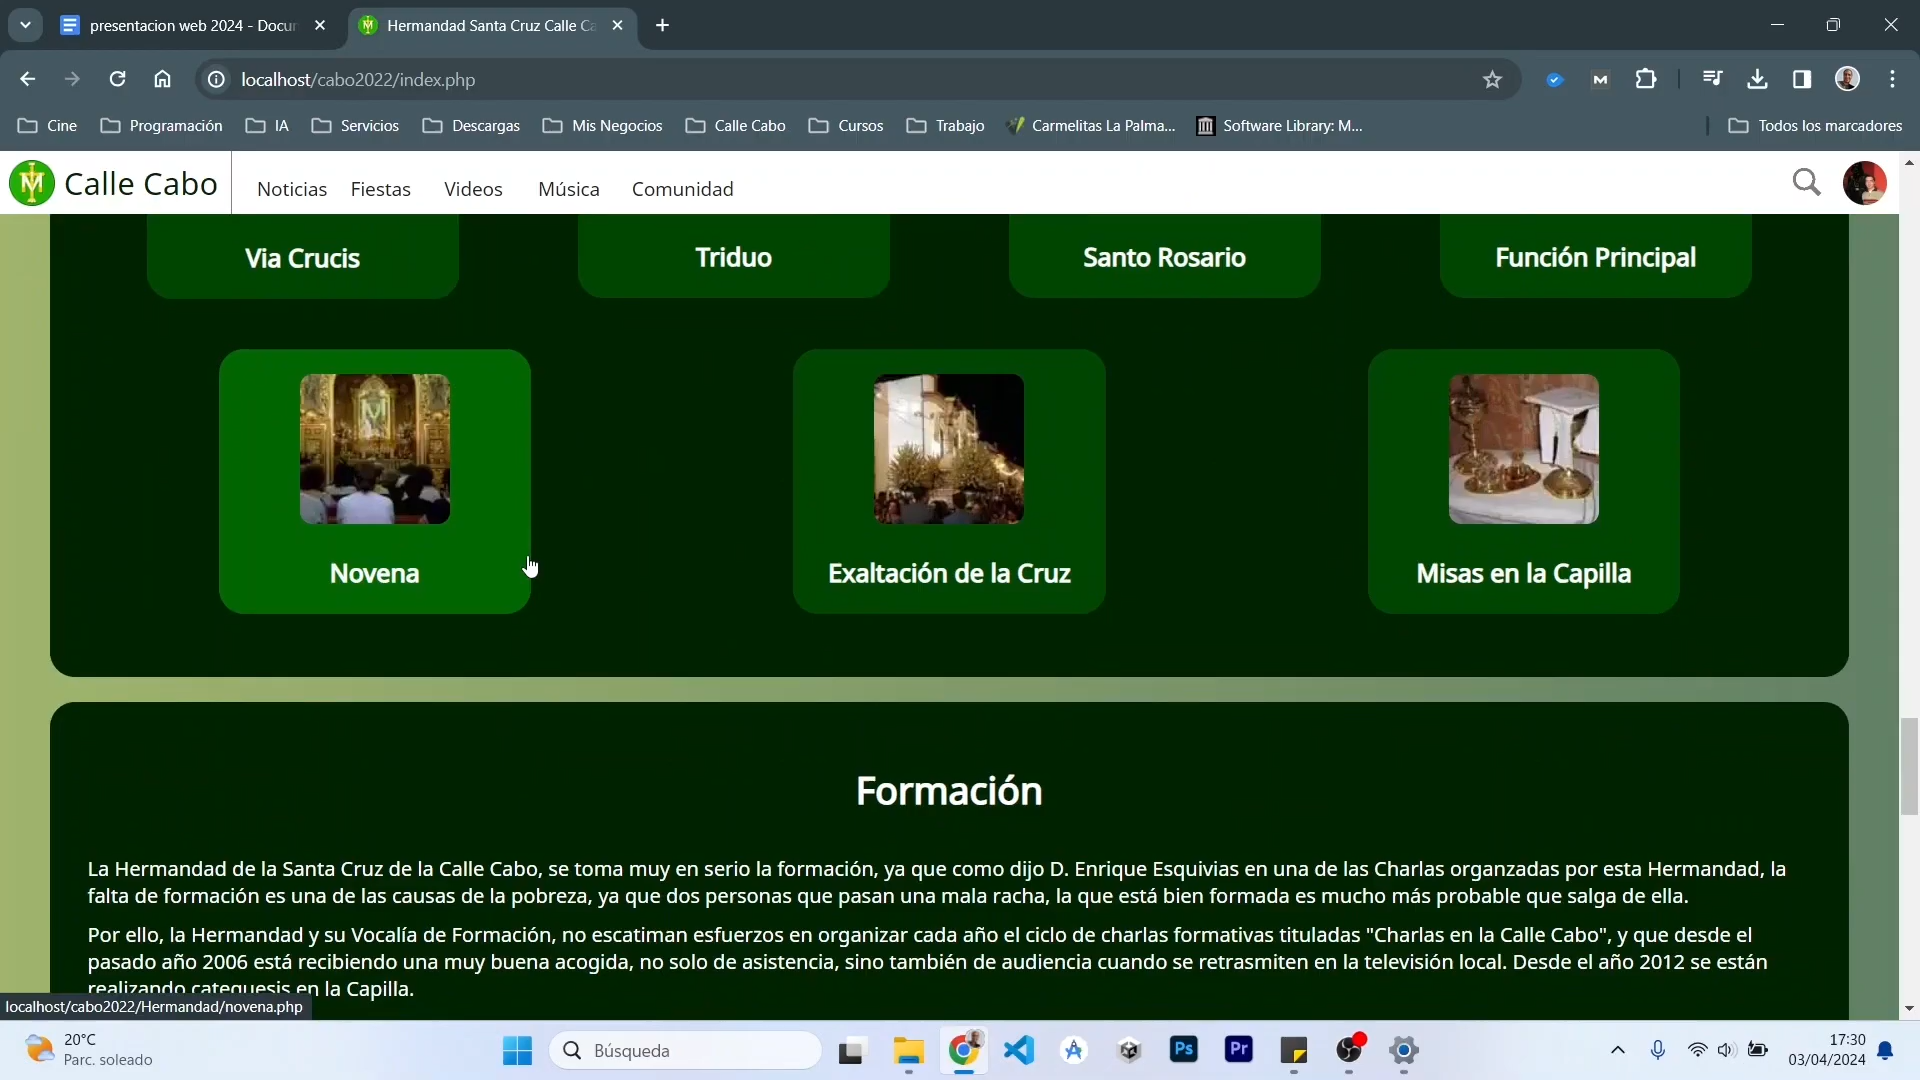 presentacion web 2024 - Docu
Hermandad Santa Cruz Calle Ca
localhost/cabo2022/index.php
Cine
Programación
IA
Servicios
Descargas
Mis Negocios
Calle Cabo
Cursos
Trabajo
Carmelitas La Palma...
Software Library: M...
Todos los marcadores
Calle Cabo
Noticias
Fiestas
Videos
Música
Comunidad
Via Crucis
Triduo
Santo Rosario
Función Principal
Novena
Exaltación de la Cruz
Misas en la Capilla
Formación
La Hermandad de la Santa Cruz de la Calle Cabo, se toma muy en serio la formación, ya que como dijo D. Enrique Esquivias en una de las Charlas organzadas por esta Hermandad, la
falta de formación es una de las causas de la pobreza, ya que dos personas que pasan una mala racha, la que está bien formada es mucho más probable que salga de ella.
Por ello, la Hermandad y su Vocalía de Formación, no escatiman esfuerzos en organizar cada año el ciclo de charlas formativas tituladas "Charlas en la Calle Cabo", y que desde el
pasado año 2006 está recibiendo una muy buena acogida, no solo de asistencia, sino también de audiencia cuando se retrasmiten en la televisión local. Desde el año 2012 se están
realizando catequesis en la Capilla.
localhost/cabo2022/Hermandad/novena.php
20°C
Parc. soleado
Búsqueda
Ps
Pr
17:30
03/04/2024